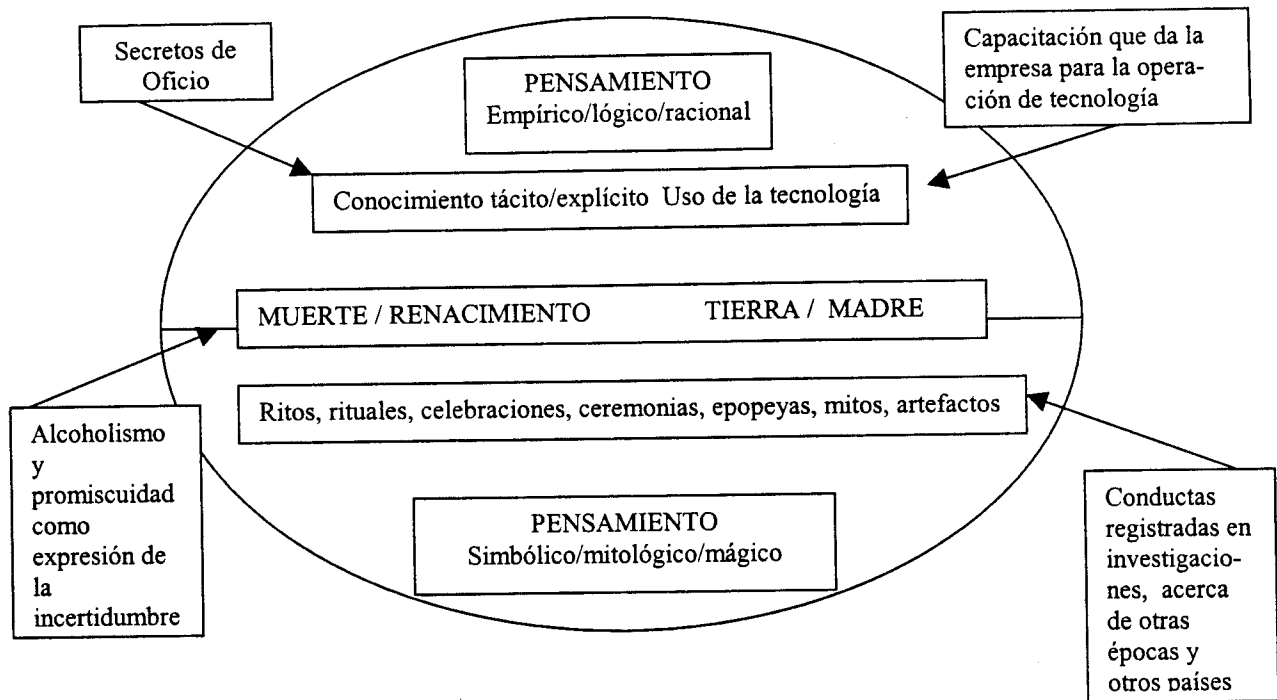 Secretos de
Oficio
PENSAMIENTO
Empírico/lógico/racional
Capacitación que da la
empresa para la opera-
ción de tecnología
Conocimiento tácito/explícito Uso de la tecnología
MUERTE / RENACIMIENTO TIERRA / MADRE
Ritos, rituales, celebraciones, ceremonias, epopeyas, mitos, artefactos
Alcoholismo
y
promiscuidad
como
expresión de
la
incertidumbre
PENSAMIENTO
Simbólico/mitológico/mágico
Conductas
registradas en
investigacio-
nes, acerca
de otras
épocas y
otros países